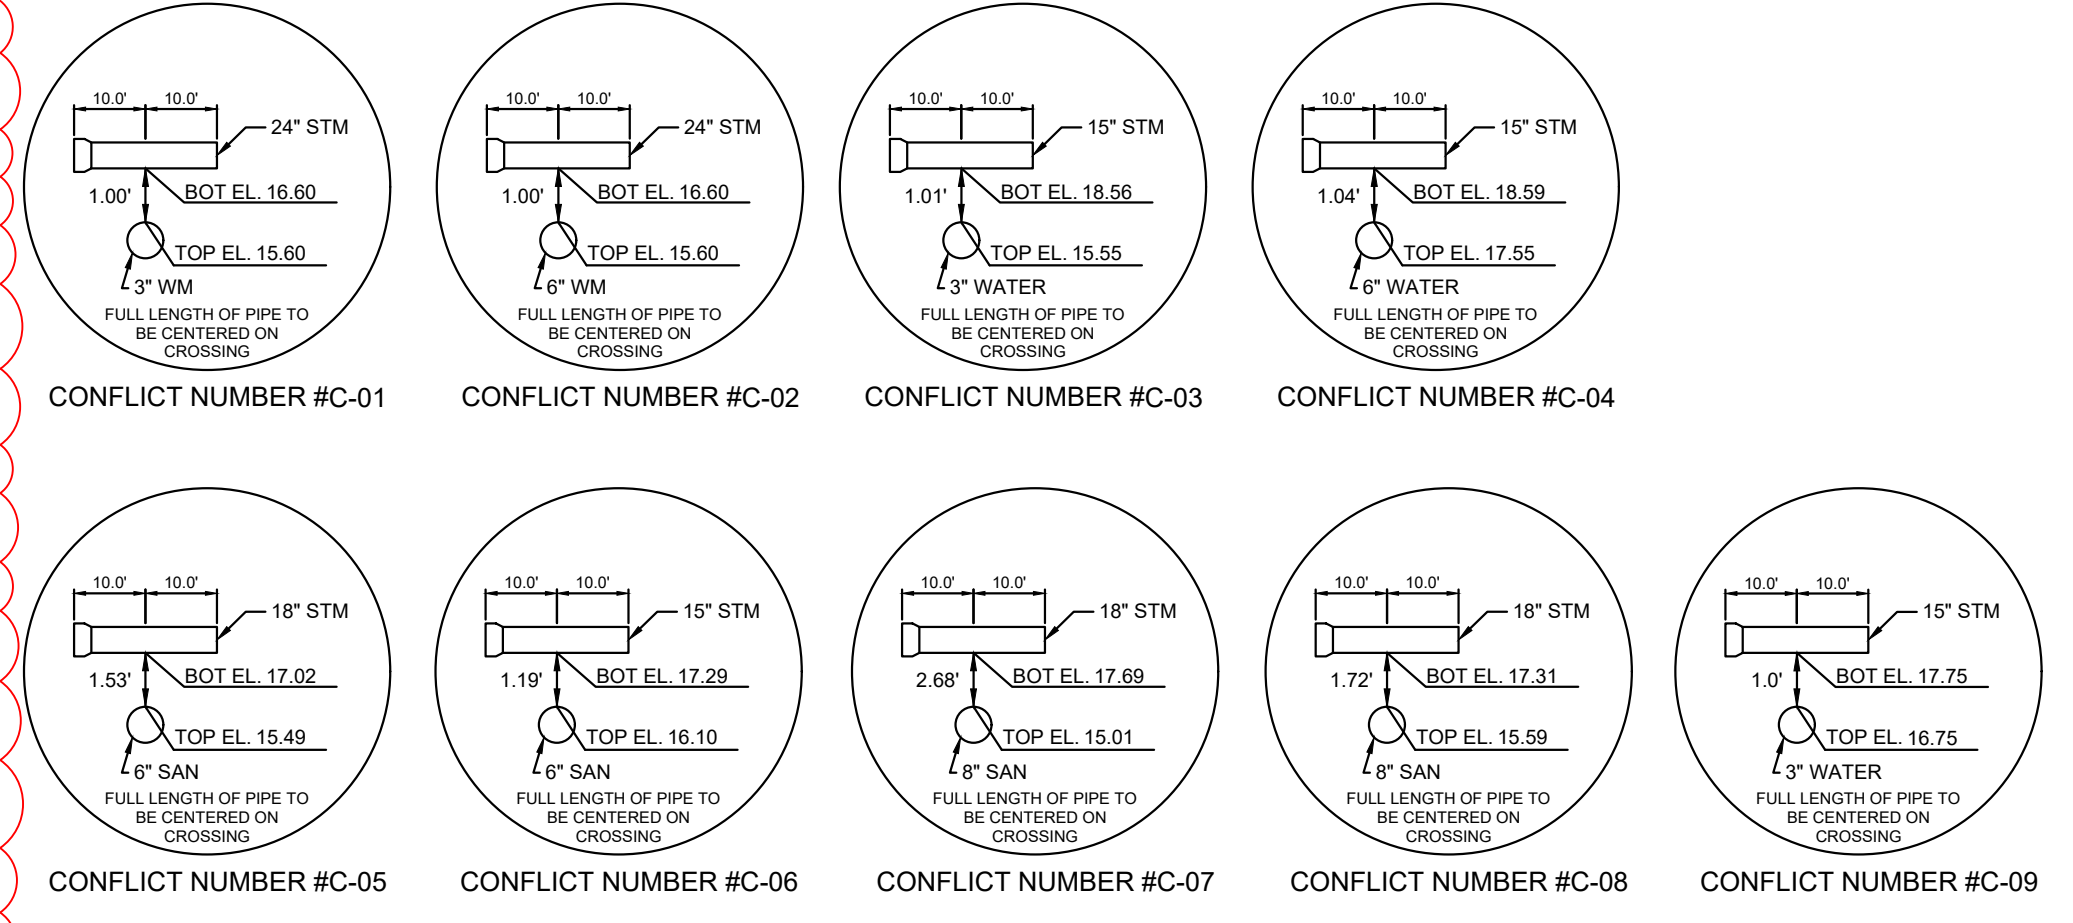 10.0' 10.0'
24" STM
1.00'
BOT EL. 16.60
TOP EL. 15.60
3" WM
FULL LENGTH OF PIPE TO
BE CENTERED ON
CROSSING
CONFLICT NUMBER #C-01
10.0' 10.0'
24" STM
1.00'
BOT EL. 16.60
TOP EL. 15.60
6" WM
FULL LENGTH OF PIPE TO
BE CENTERED ON
CROSSING
CONFLICT NUMBER #C-02
10.0' 10.0'
15" STM
1.01'
BOT EL. 18.56
TOP EL. 15.55
3" WATER
FULL LENGTH OF PIPE TO
BE CENTERED ON
CROSSING
CONFLICT NUMBER #C-03
10.0' 10.0'
15" STM
1.04'
BOT EL. 18.59
TOP EL. 17.55
6" WATER
FULL LENGTH OF PIPE TO
BE CENTERED ON
CROSSING
CONFLICT NUMBER #C-04
10.0' 10.0'
18" STM
1.53'
BOT EL. 17.02
TOP EL. 15.49
6" SAN
FULL LENGTH OF PIPE TO
BE CENTERED ON
CROSSING
CONFLICT NUMBER #C-05
10.0' 10.0'
15" STM
1.19'
BOT EL. 17.29
TOP EL. 16.10
6" SAN
FULL LENGTH OF PIPE TO
BE CENTERED ON
CROSSING
CONFLICT NUMBER #C-06
10.0' 10.0'
18" STM
2.68'
BOT EL. 17.69
TOP EL. 15.01
8" SAN
FULL LENGTH OF PIPE TO
BE CENTERED ON
CROSSING
CONFLICT NUMBER #C-07
10.0' 10.0'
18" STM
1.72'
BOT EL. 17.31
TOP EL. 15.59
8" SAN
FULL LENGTH OF PIPE TO
BE CENTERED ON
CROSSING
CONFLICT NUMBER #C-08
10.0' 10.0'
15" STM
1.0'
BOT EL. 17.75
TOP EL. 16.75
3" WATER
FULL LENGTH OF PIPE TO
BE CENTERED ON
CROSSING
CONFLICT NUMBER #C-09